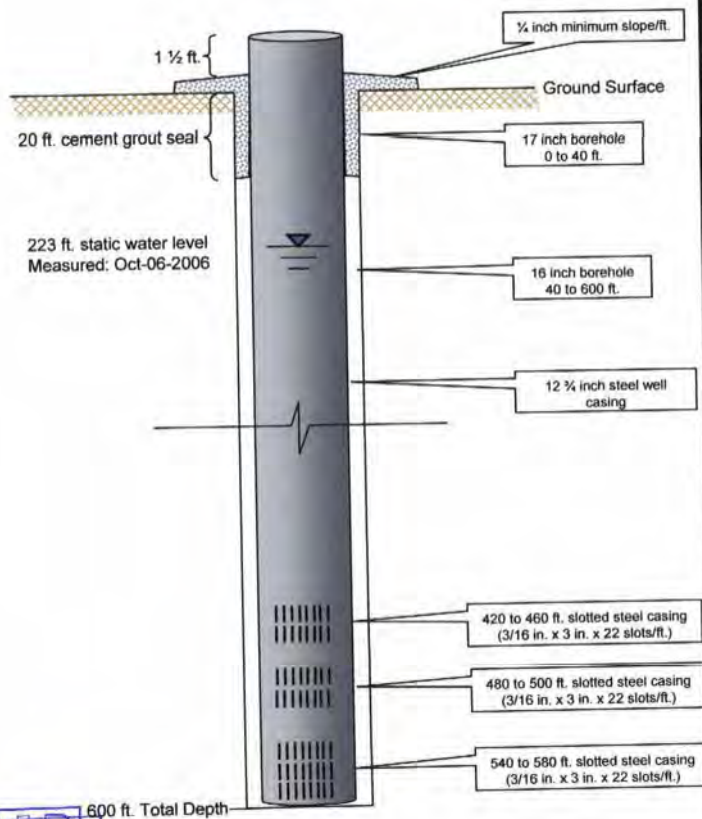 ¼ inch minimum slope/ft.
1 ½ ft.
Ground Surface
20 ft. cement grout seal
17 inch borehole
0 to 40 ft.
223 ft. static water level
Measured: Oct-06-2006
16 inch borehole
40 to 600 ft.
12 ¾ inch steel well
casing
420 to 460 ft. slotted steel casing
(3/16 in. x 3 in. x 22 slots/ft.)
480 to 500 ft. slotted steel casing
(3/16 in. x 3 in. x 22 slots/ft.)
540 to 580 ft. slotted steel casing
(3/16 in. x 3 in. x 22 slots/ft.)
600 ft. Total Depth